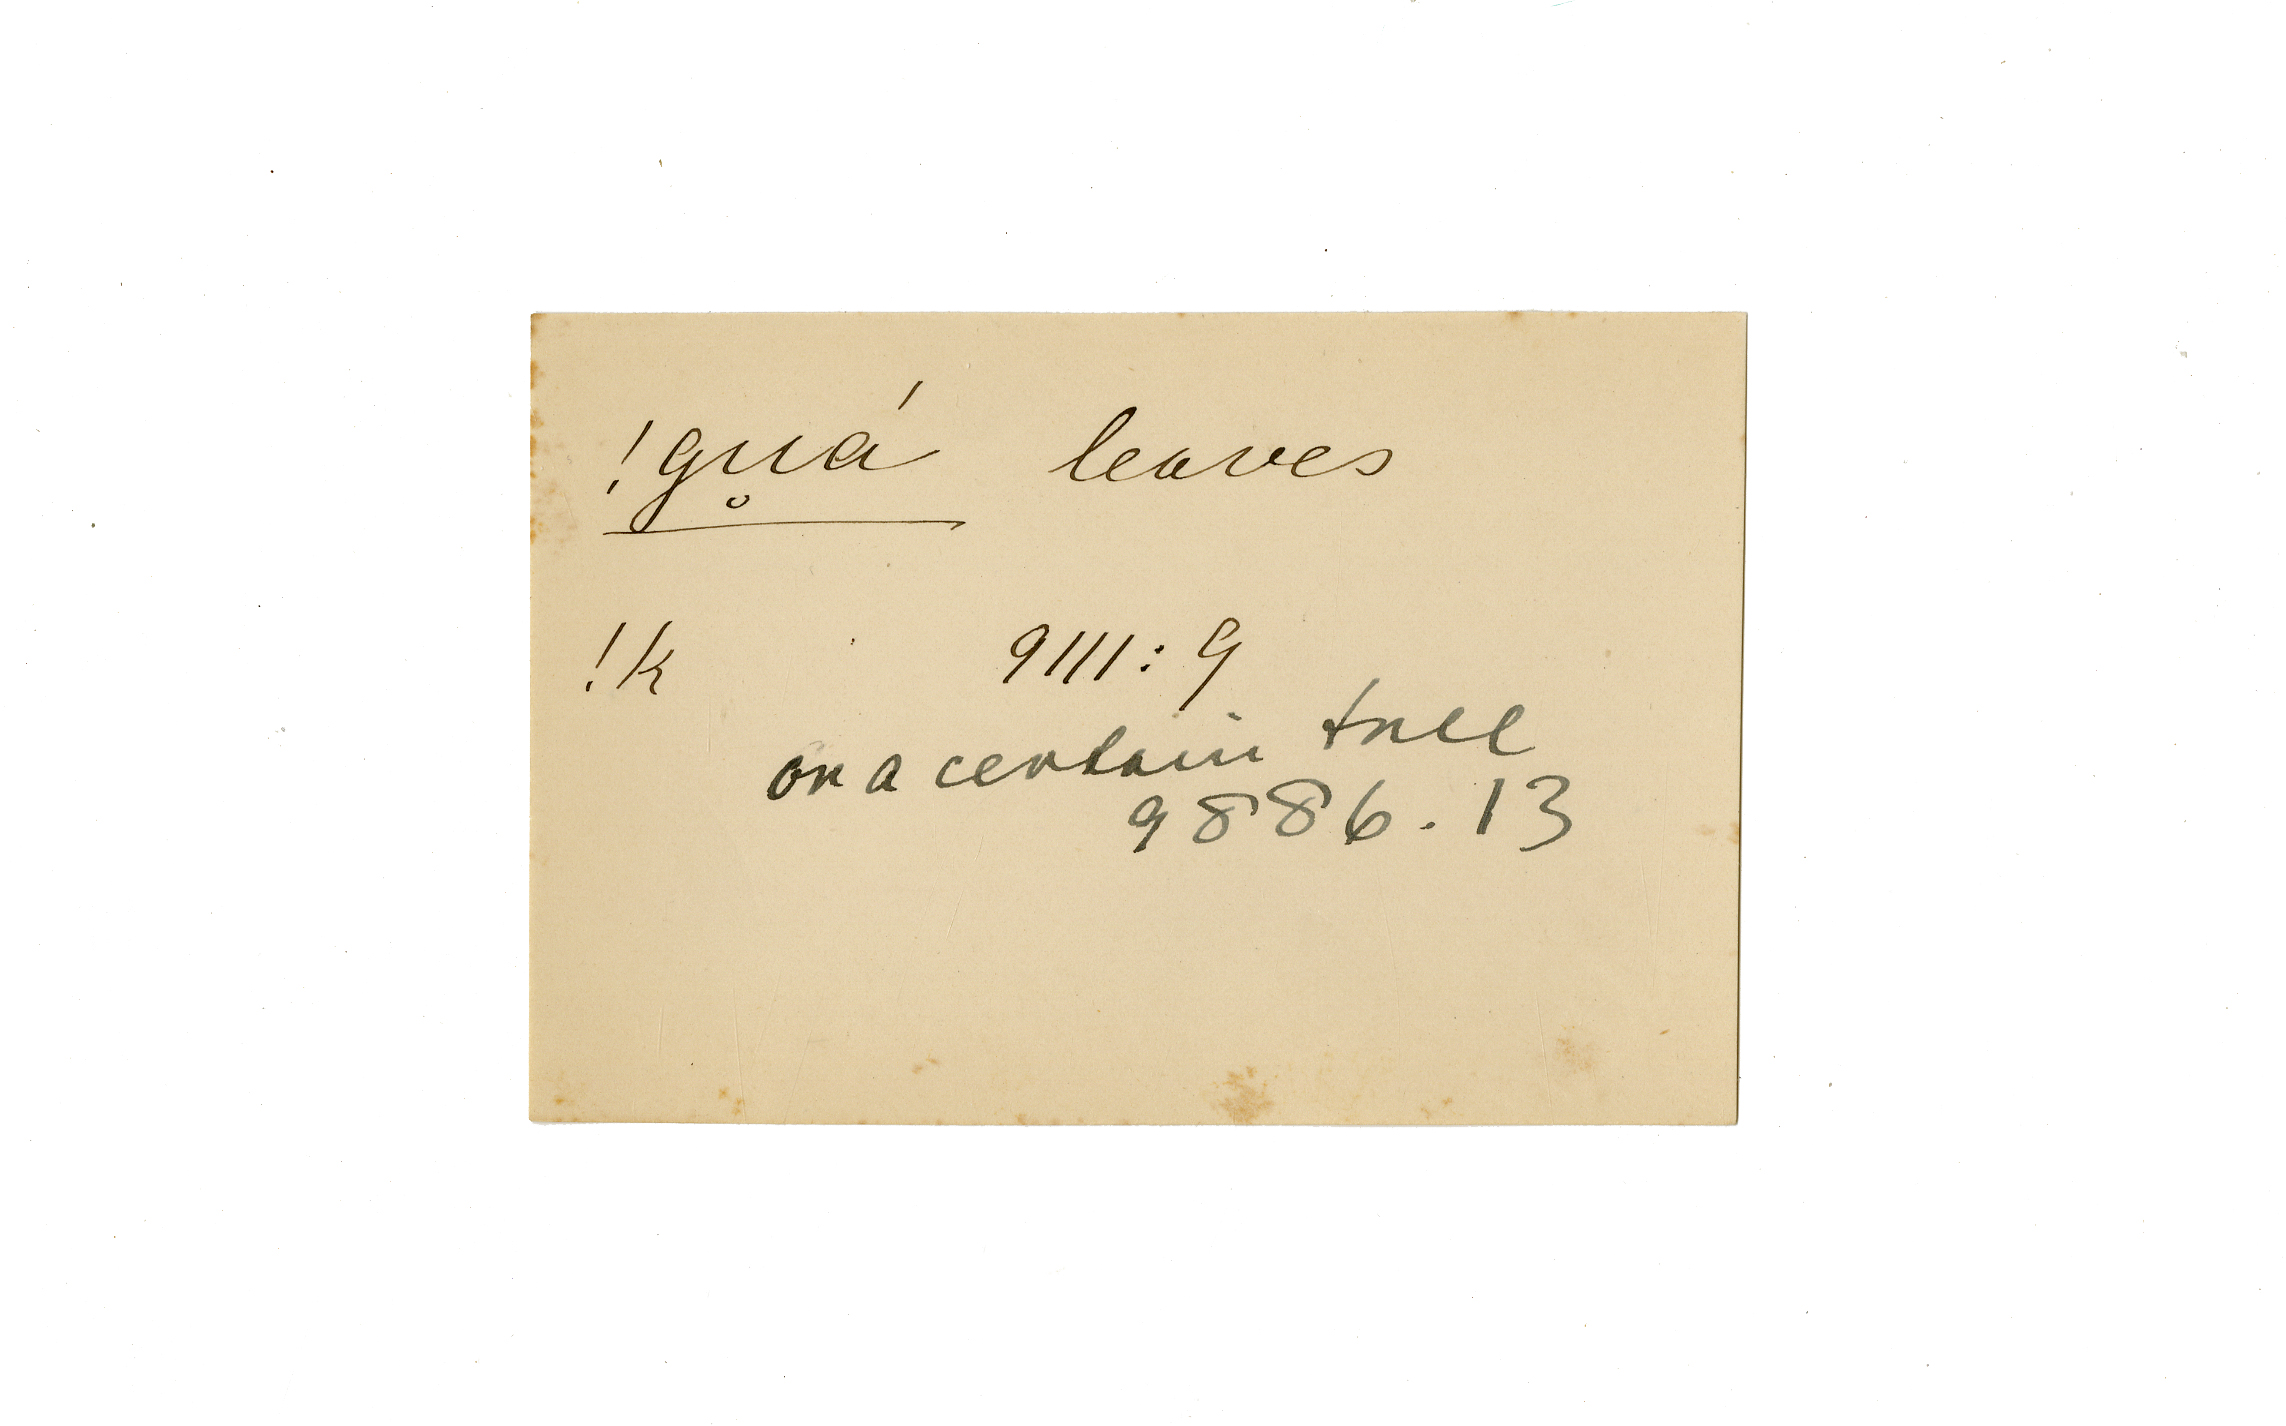 !gu̥á leaves
!k 9111:9
on a certain tree
9886.13